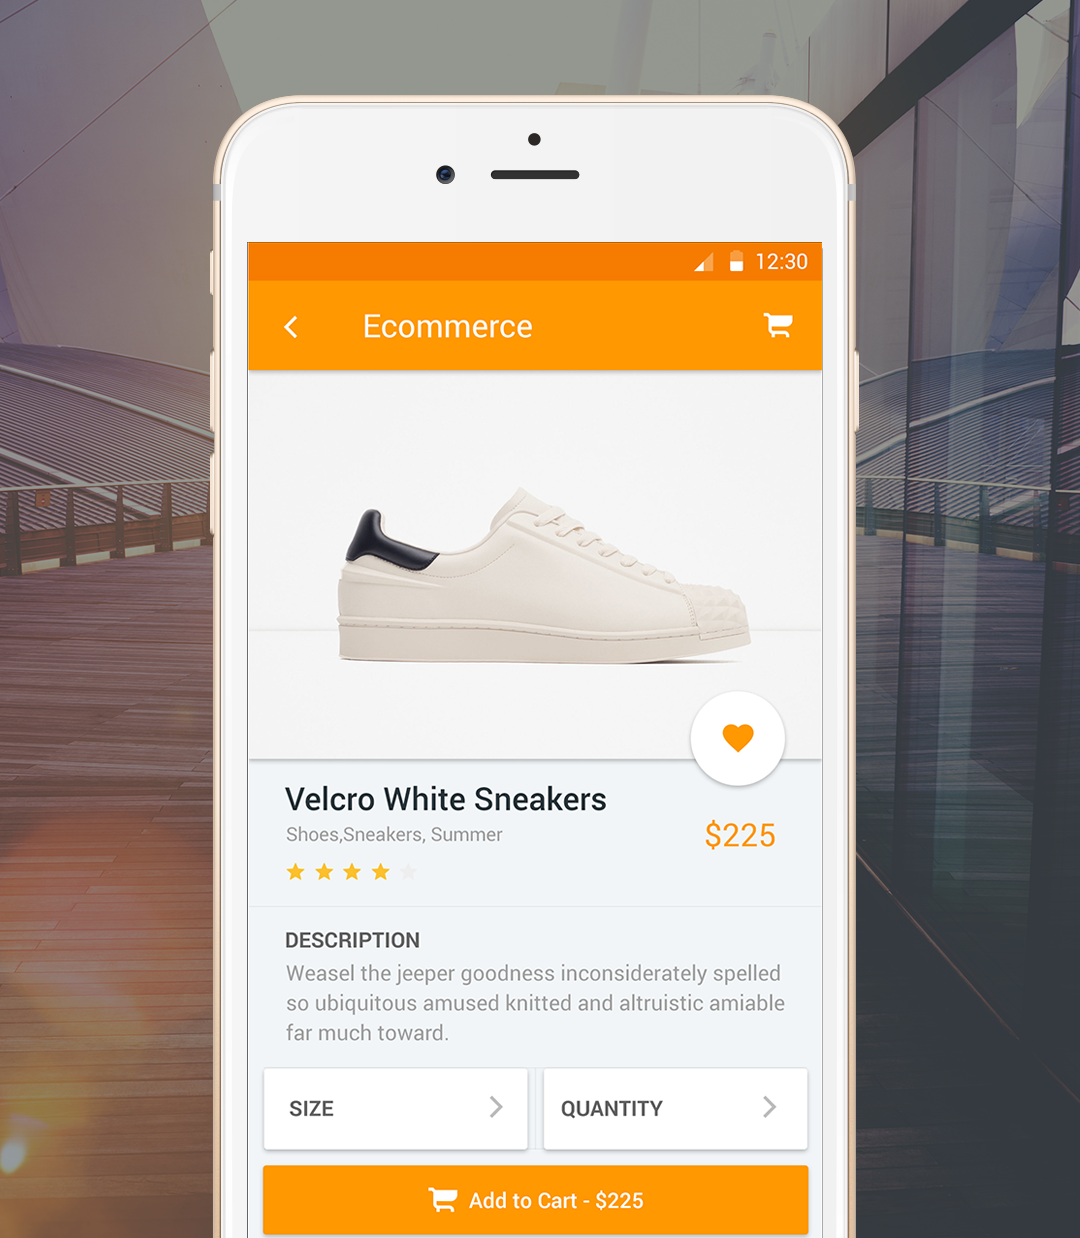 12:30
Ecommerce
Velcro White Sneakers
Shoes,Sneakers, Summer
$225
DESCRIPTION
Weasel the jeeper goodness inconsiderately spelled
so ubiquitous amused knitted and altruistic amiable
far much toward.
SIZE
QUANTITY
Add to Cart - $225